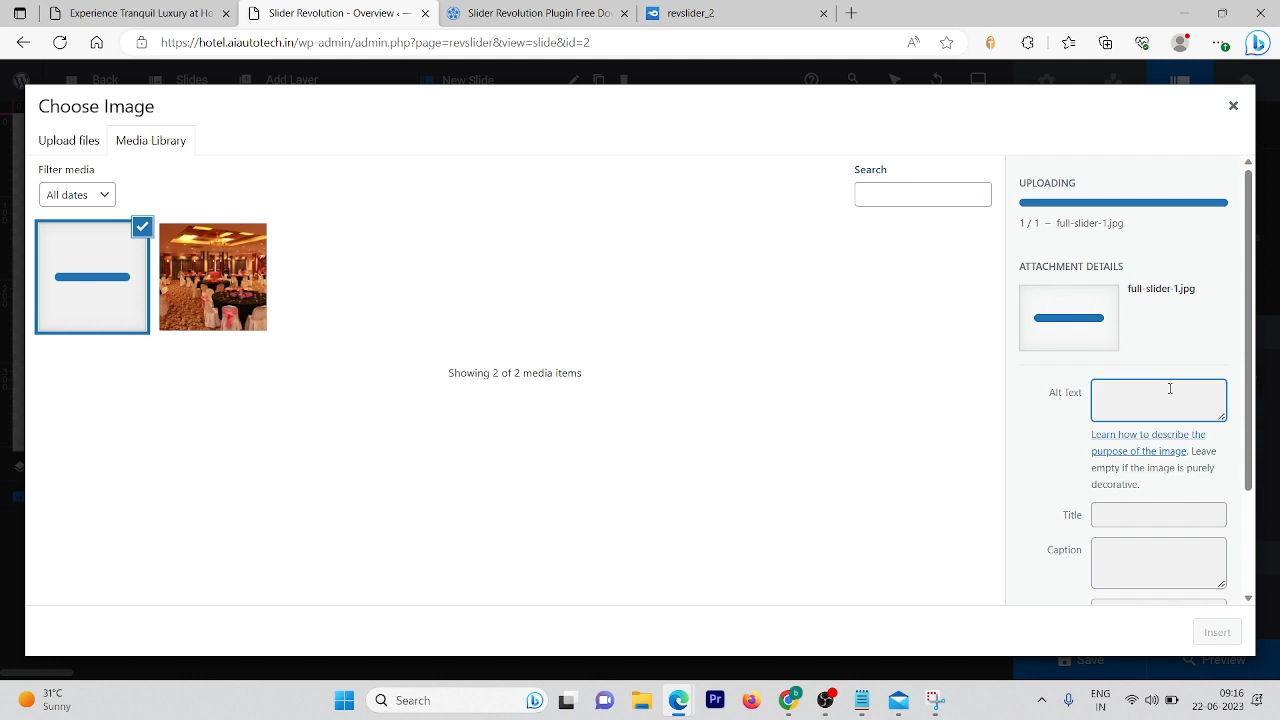 Tranquil Luxury at Ho
Slider Revolution - Overview ‹ —
Slider Revolution Plugin Free Do
revslider_2
https://hotel.aiautotech.in/wp-admin/admin.php?page=revslider&view=slide&id=2
Back
Slides
Add Layer
New Slide
Choose Image
Upload files
Media Library
Filter media
Search
All dates
UPLOADING
1 / 1 – full-slider-1.jpg
ATTACHMENT DETAILS
full-slider-1.jpg
Showing 2 of 2 media items
Alt Text
Learn how to describe the
purpose of the image. Leave
empty if the image is purely
decorative.
Title
Caption
Insert
Save
Preview
31°C
Sunny
Search
ENG
IN
09:16
22-06-2023